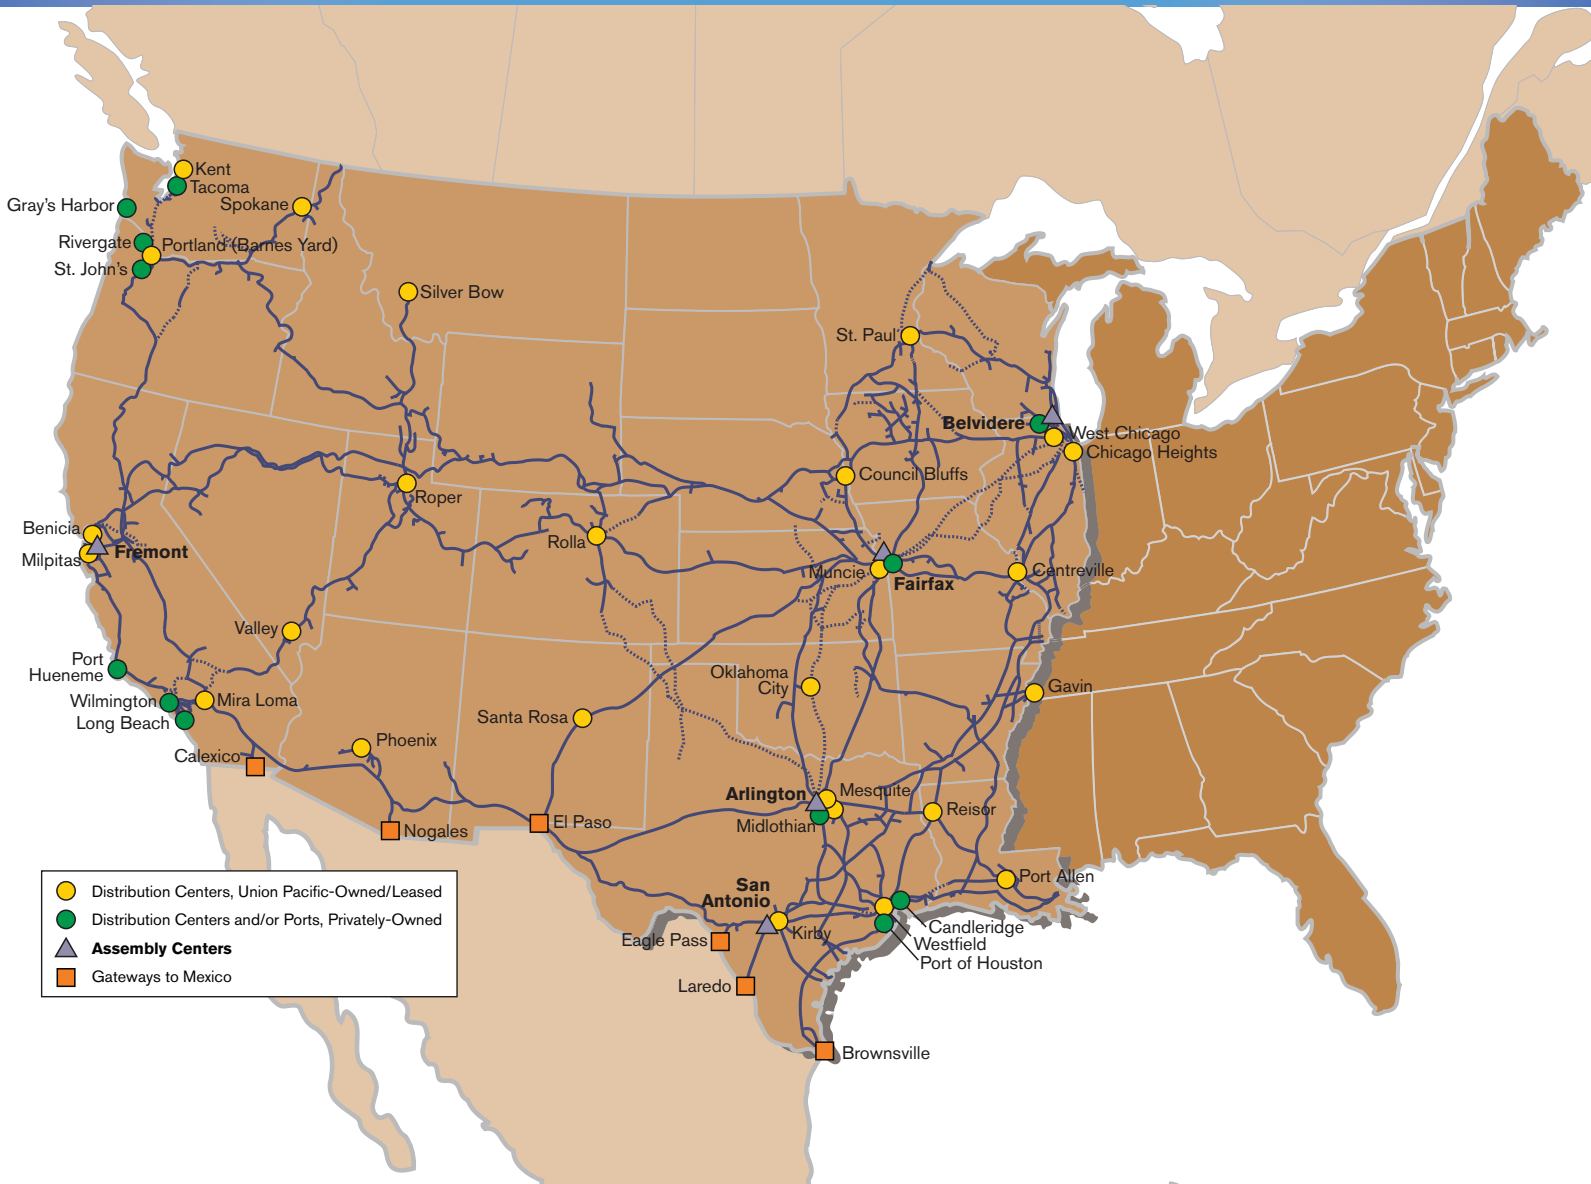 Kent
Tacoma
Gray's Harbor
Spokane
Rivergate
Portland (Barnes Yard)
St. John's
Silver Bow
St. Paul
Belvidere
West Chicago
Chicago Heights
Council Bluffs
Roper
Benicia
Fremont
Milpitas
Rolla
Muncie
Fairfax
Centreville
Valley
Port
Hueneme
Oklahoma
City
Gavin
Wilmington
Mira Loma
Long Beach
Santa Rosa
Phoenix
Calexico
Arlington
Mesquite
Reisor
Midlothian
Nogales
El Paso
Port Allen
San
Antonio
Kirby
Candleridge
Westfield
Port of Houston
Eagle Pass
Laredo
Brownsville
Distribution Centers, Union Pacific-Owned/Leased
Distribution Centers and/or Ports, Privately-Owned
Assembly Centers
Gateways to Mexico